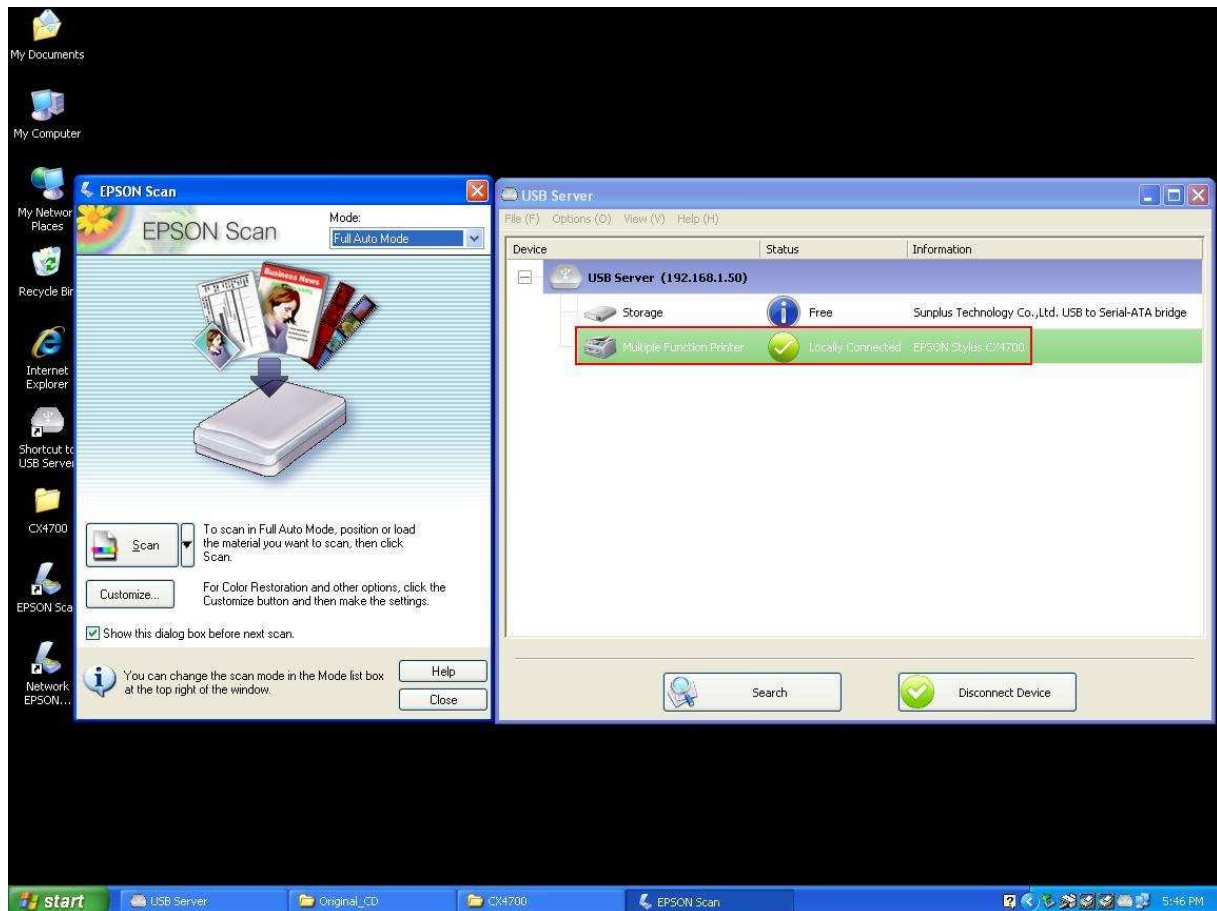 My Documents
My Computer
My Networ
Places
Recycle Bin
Internet
Explorer
Shortcut to
USB Server
CX4700
EPSON Sca
Network
EPSON...
EPSON Scan
EPSON Scan
Mode:
Full Auto Mode
Business News
Scan
To scan in Full Auto Mode, position or load
the material you want to scan, then click
Scan.
Customize...
For Color Restoration and other options, click the
Customize button and then make the settings.
Show this dialog box before next scan.
You can change the scan mode in the Mode list box
at the top right of the window.
Help
Close
USB Server
File (F) Options (O) View (V) Help (H)
Device Status Information
USB Server (192.168.1.50)
Storage Free Sunplus Technology Co.,Ltd. USB to Serial-ATA bridge
Multiple Function Printer Locally Connected EPSON Stylus CX4700
Search
Disconnect Device
start
USB Server
Original_CD
CX4700
EPSON Scan
5:46 PM